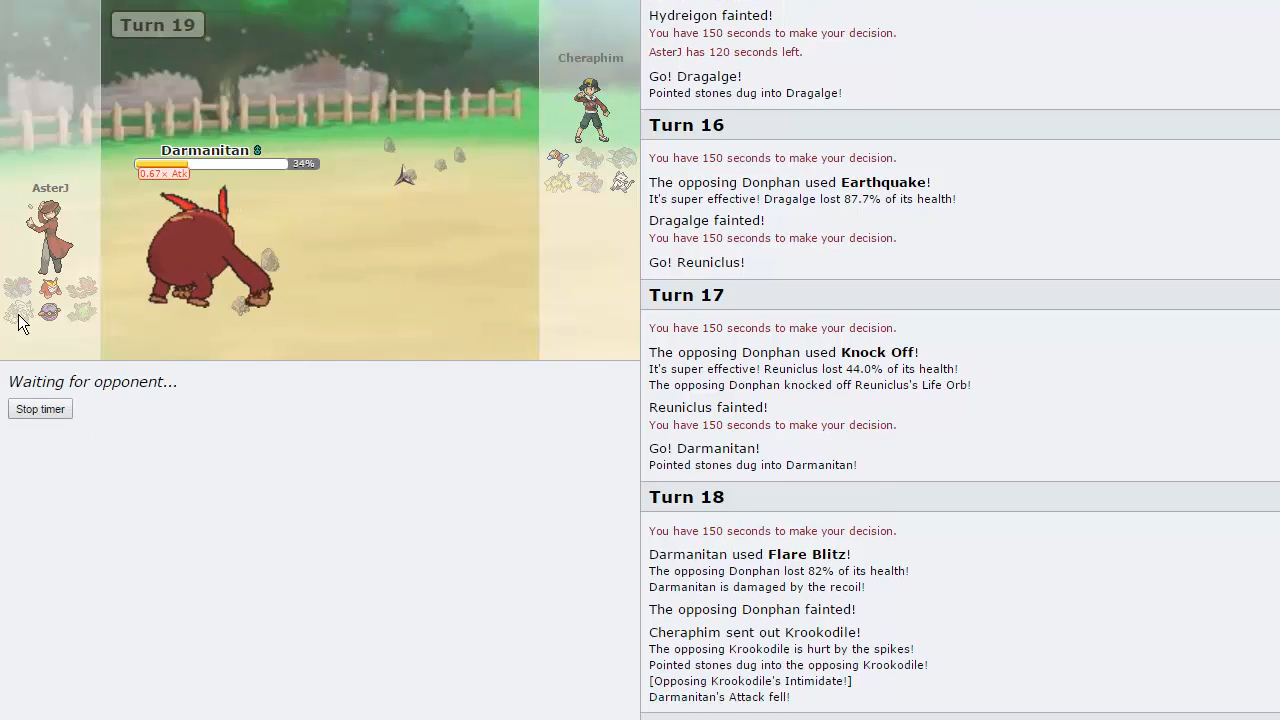 Turn 19
Cheraphim
Darmanitan
34%
0.67× Atk
AsterJ
Waiting for opponent...
Stop timer
Hydreigon fainted!
You have 150 seconds to make your decision.
AsterJ has 120 seconds left.
Go! Dragalge!
Pointed stones dug into Dragalge!
Turn 16
You have 150 seconds to make your decision.
The opposing Donphan used Earthquake!
It's super effective! Dragalge lost 87.7% of its health!
Dragalge fainted!
You have 150 seconds to make your decision.
Go! Reuniclus!
Turn 17
You have 150 seconds to make your decision.
The opposing Donphan used Knock Off!
It's super effective! Reuniclus lost 44.0% of its health!
The opposing Donphan knocked off Reuniclus's Life Orb!
Reuniclus fainted!
You have 150 seconds to make your decision.
Go! Darmanitan!
Pointed stones dug into Darmanitan!
Turn 18
You have 150 seconds to make your decision.
Darmanitan used Flare Blitz!
The opposing Donphan lost 82% of its health!
Darmanitan is damaged by the recoil!
The opposing Donphan fainted!
Cheraphim sent out Krookodile!
The opposing Krookodile is hurt by the spikes!
Pointed stones dug into the opposing Krookodile!
[Opposing Krookodile's Intimidate!]
Darmanitan's Attack fell!